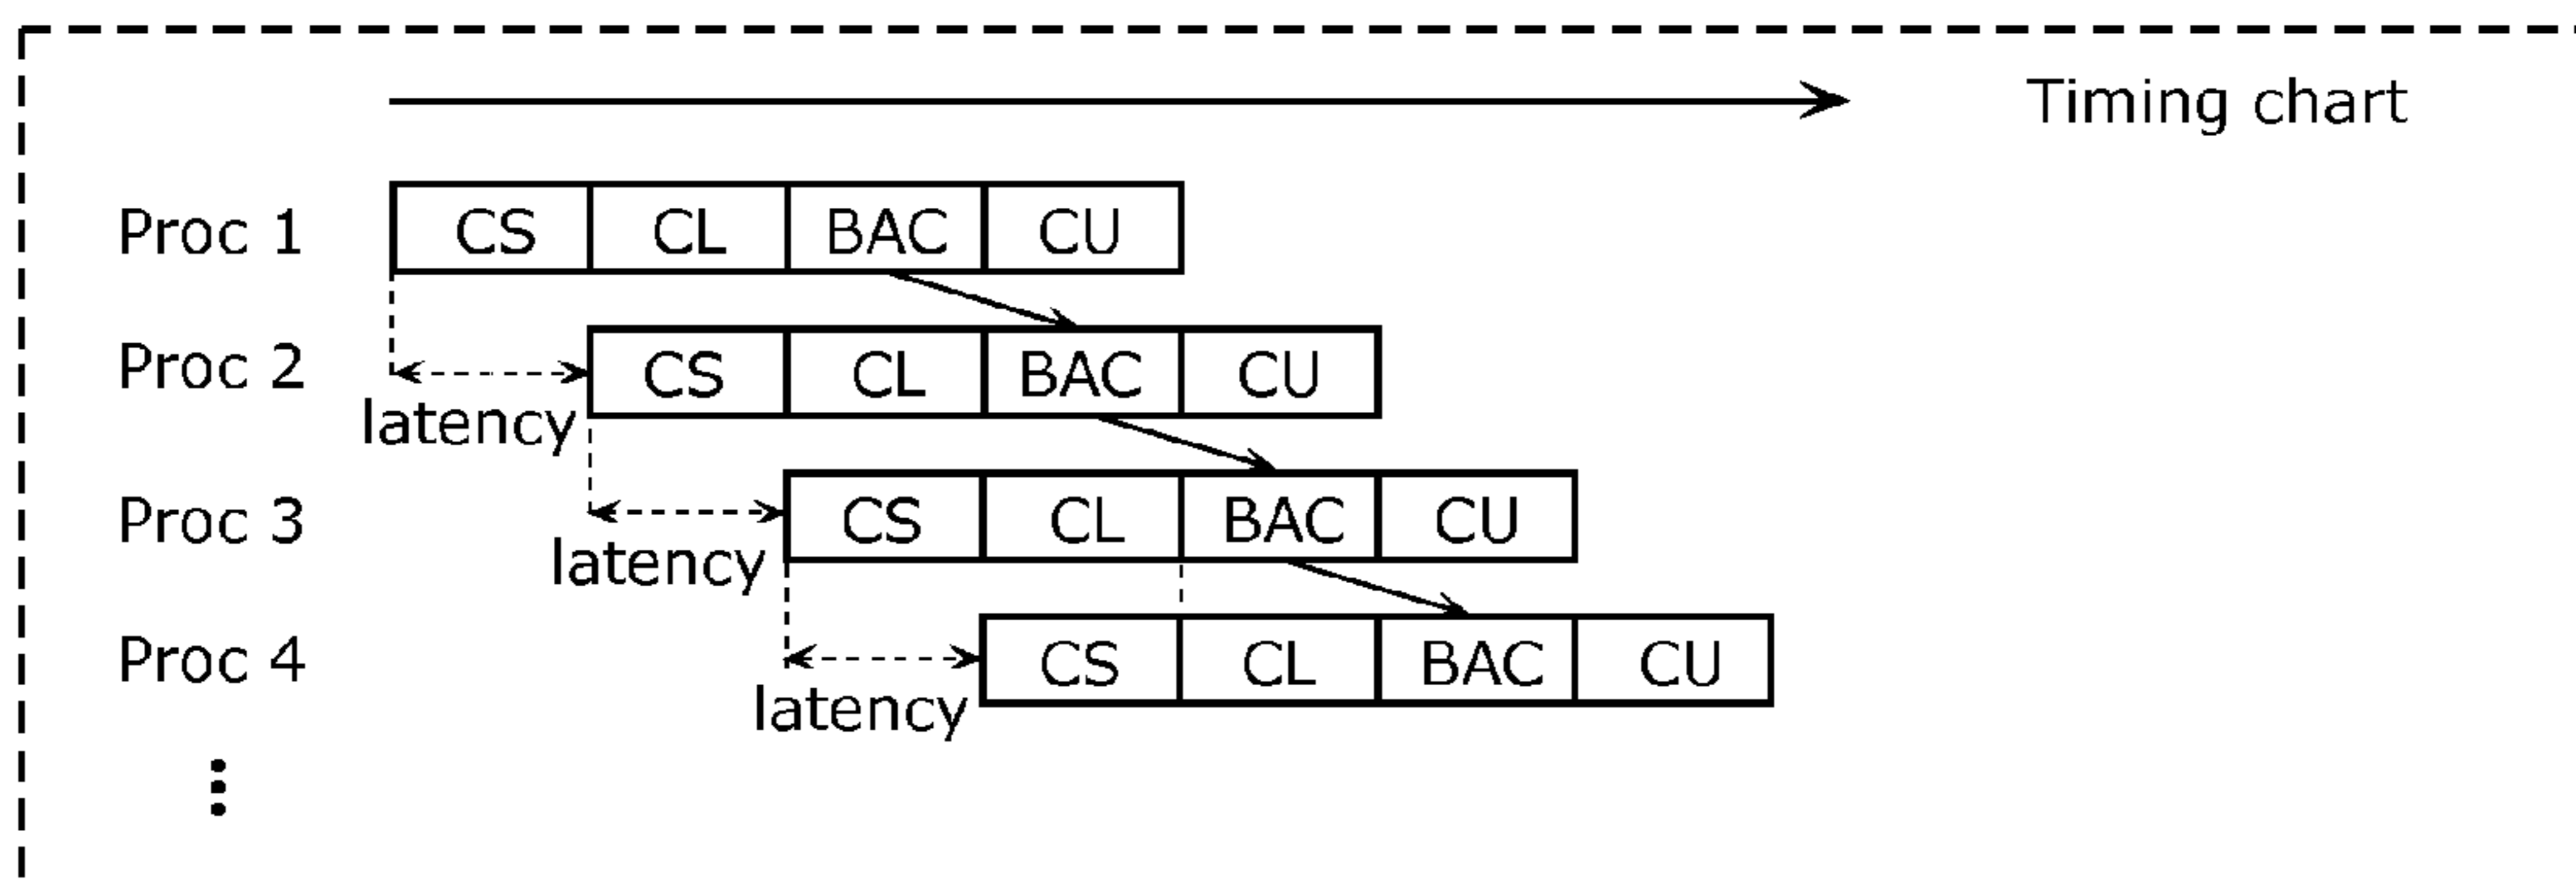 Timing chart
Proc 1 CS CL BAC CU
Proc 2 CS CL BAC CU
latency
Proc 3 CS CL BAC CU
latency
Proc 4 CS CL BAC CU
latency